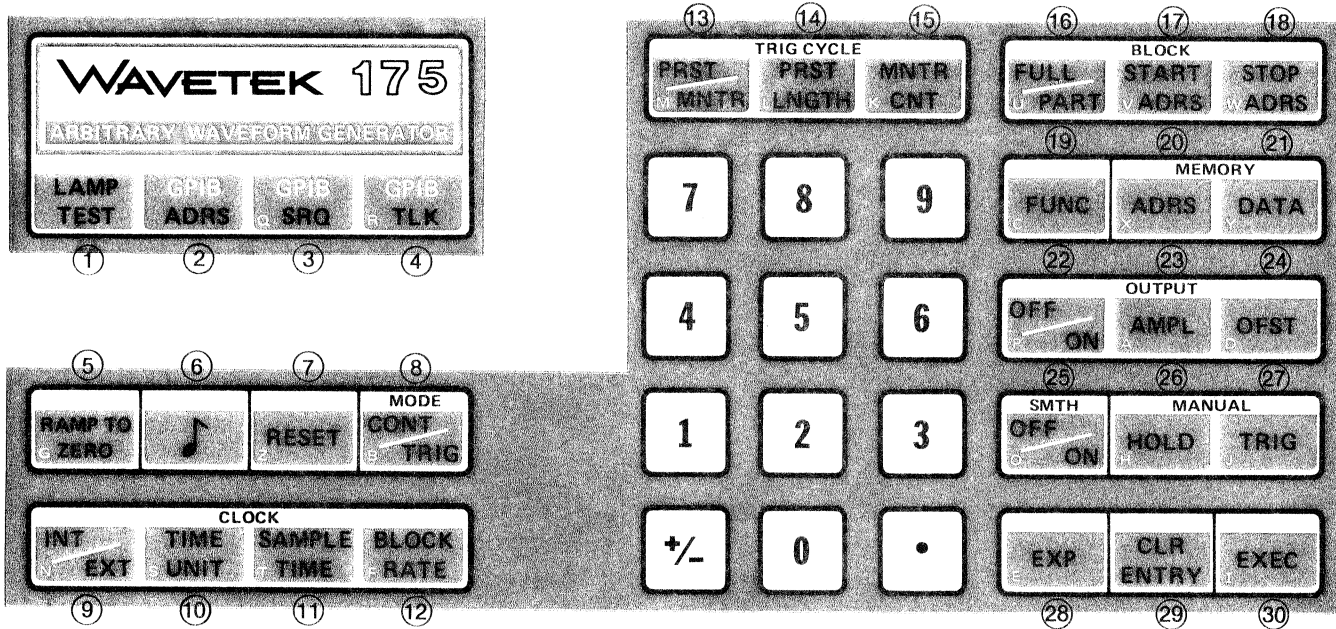 WAVETEK 175
ARBITRARY WAVEFORM GENERATOR
LAMP TEST
GPIB ADRS
Q GPIB SRQ
R GPIB TLK
① ② ③ ④
⑤ ⑥ ⑦ ⑧
MODE
G RAMP TO ZERO
♪
Z RESET
B CONT/TRIG
CLOCK
N INT/EXT
TIME UNIT
T SAMPLE TIME
F BLOCK RATE
⑨ ⑩ ⑪ ⑫
⑬ ⑭ ⑮
TRIG CYCLE
M PRST/MNTR
L PRST LNGTH
K MNTR CNT
7 8 9
4 5 6
1 2 3
+/− 0 •
⑯ ⑰ ⑱
BLOCK
U FULL/PART
V START ADRS
W STOP ADRS
⑲ ⑳ ㉑
MEMORY
C FUNC
X ADRS
Y DATA
㉒ ㉓ ㉔
OUTPUT
P OFF/ON
A AMPL
D OFST
㉕ ㉖ ㉗
SMTH
MANUAL
O OFF/ON
H HOLD
J TRIG
E EXP
CLR ENTRY
I EXEC
㉘ ㉙ ㉚